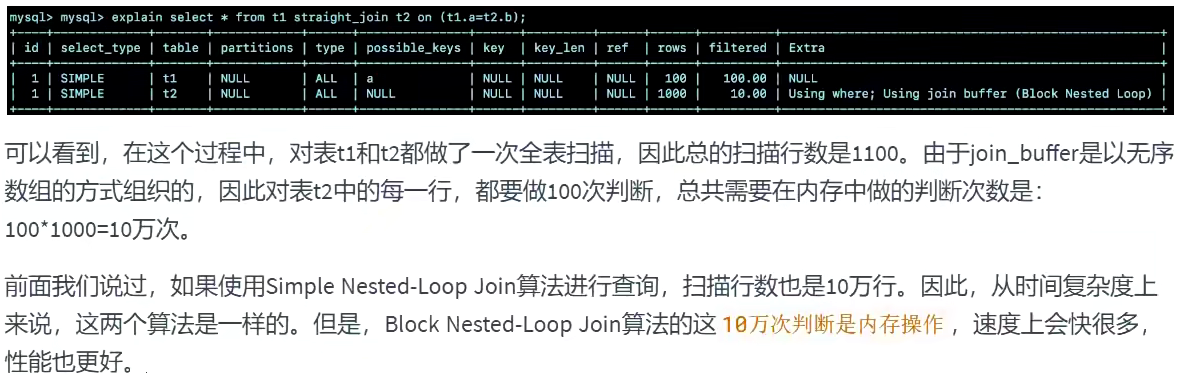 mysql> mysql> explain select * from t1 straight_join t2 on (t1.a=t2.b);
+----+-------------+-------+------------+------+---------------+------+---------+------+------+----------+----------------------------------------------------+
| id | select_type | table | partitions | type | possible_keys | key | key_len | ref | rows | filtered | Extra |
| 1 | SIMPLE | t1 | NULL | ALL | a | NULL | NULL | NULL | 100 | 100.00 | NULL |
| 1 | SIMPLE | t2 | NULL | ALL | NULL | NULL | NULL | NULL | 1000 | 10.00 | Using where; Using join buffer (Block Nested Loop) |
可以看到，在这个过程中，对表t1和t2都做了一次全表扫描，因此总的扫描行数是1100。由于join_buffer是以无序
数组的方式组织的，因此对表t2中的每一行，都要做100次判断，总共需要在内存中做的判断次数是：
100*1000=10万次。
前面我们说过，如果使用Simple Nested-Loop Join算法进行查询，扫描行数也是10万行。因此，从时间复杂度上
来说，这两个算法是一样的。但是，Block Nested-Loop Join算法的这 10万次判断是内存操作 ，速度上会快很多，
性能也更好。